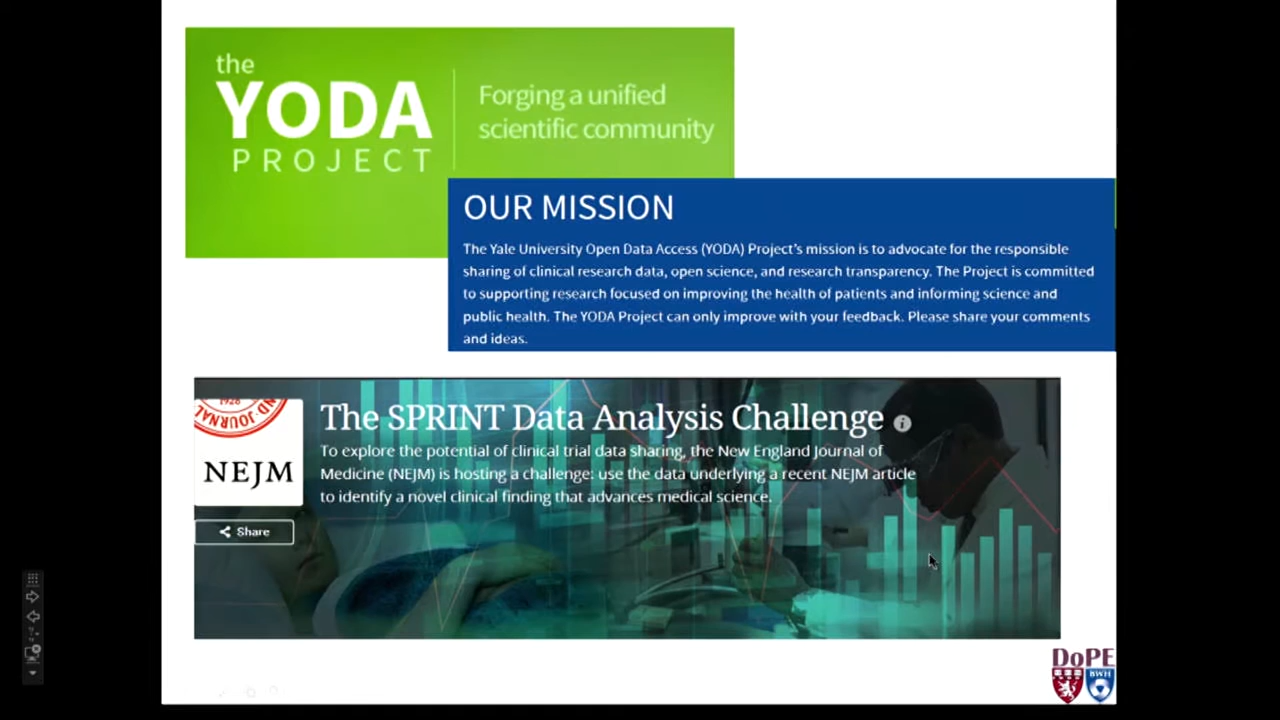 the
YODA
PROJECT
Forging a unified
scientific community
OUR MISSION
The Yale University Open Data Access (YODA) Project's mission is to advocate for the responsible
sharing of clinical research data, open science, and research transparency. The Project is committed
to supporting research focused on improving the health of patients and informing science and
public health. The YODA Project can only improve with your feedback. Please share your comments
and ideas.
1928
ND·JOURNAL
NEJM
Share
The SPRINT Data Analysis Challenge
To explore the potential of clinical trial data sharing, the New England Journal of
Medicine (NEJM) is hosting a challenge: use the data underlying a recent NEJM article
to identify a novel clinical finding that advances medical science.
DoPE
BWH